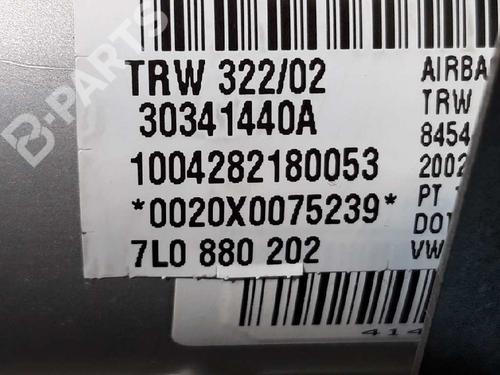 B-PARTS
TRW 322/02
30341440A
1004282180053
*0020X0075239*
7L0 880 202
AIRBA
TRW
8454
2002
PT
DOT
VW
414